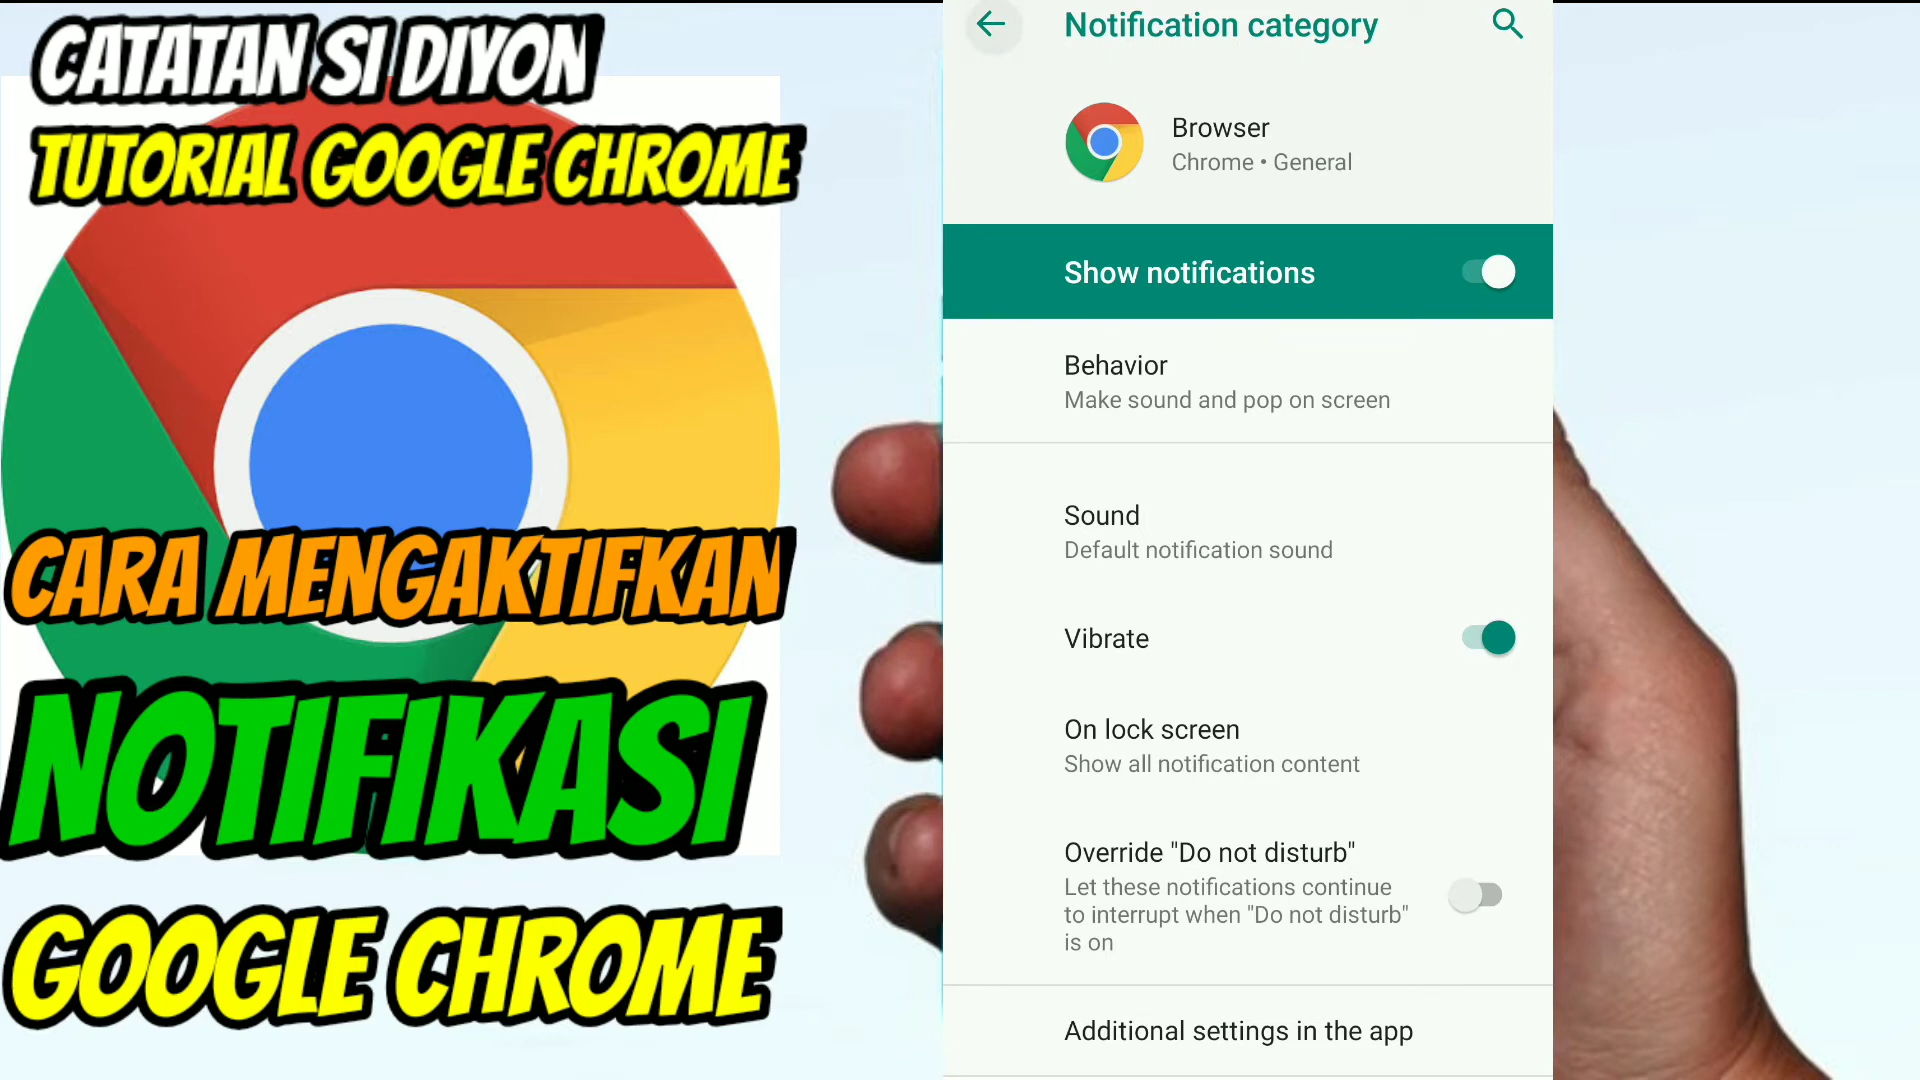 CATATAN SI DIYON
TUTORIAL GOOGLE CHROME
CARA MENGAKTIFKAN
NOTIFIKASI
GOOGLE CHROME
Notification category
Browser
Chrome • General
Show notifications
Behavior
Make sound and pop on screen
Sound
Default notification sound
Vibrate
On lock screen
Show all notification content
Override "Do not disturb"
Let these notifications continue
to interrupt when "Do not disturb"
is on
Additional settings in the app